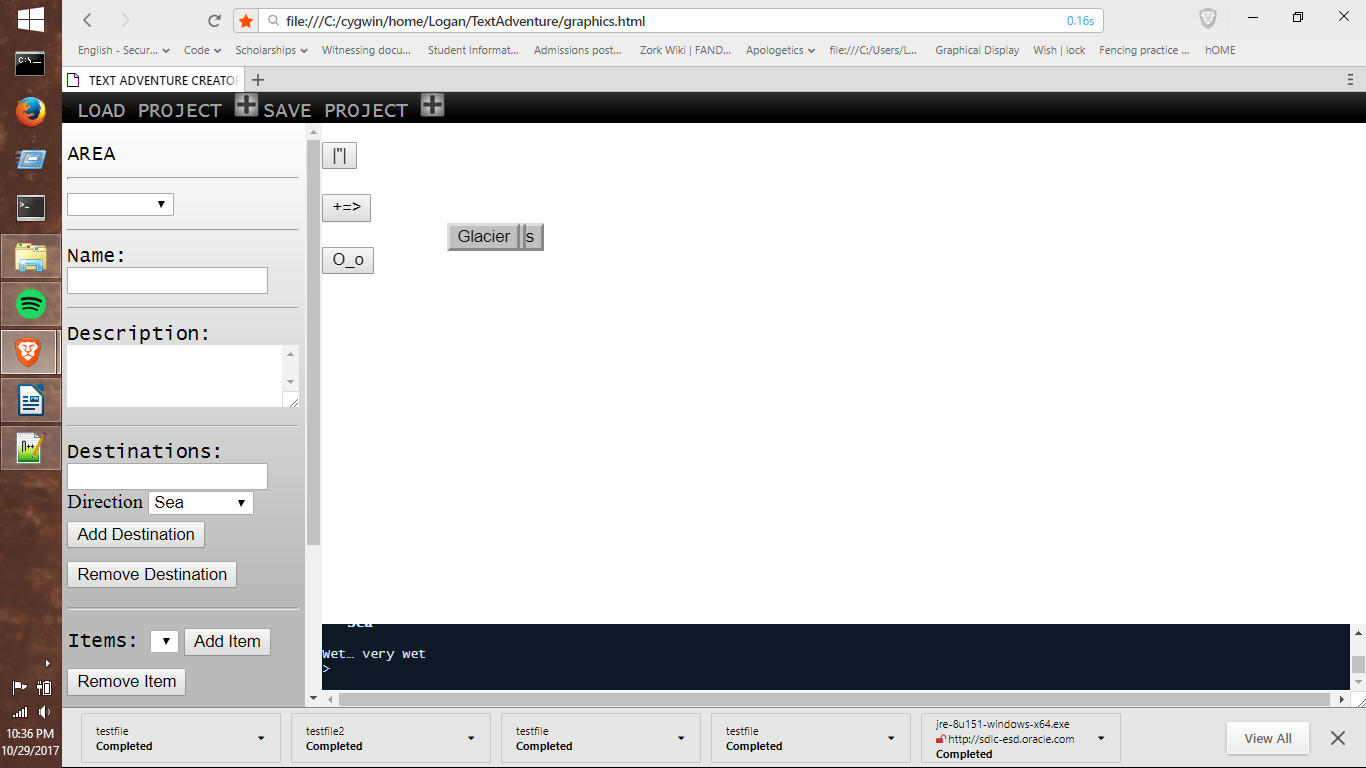 file:///C:/cygwin/home/Logan/TextAdventure/graphics.html 0.16s
English - Secur... Code Scholarships Witnessing docu... Student Informat... Admissions post... Zork Wiki | FAND... Apologetics file:///C:/Users/L... Graphical Display Wish | lock Fencing practice ... hOME
TEXT ADVENTURE CREATOR
LOAD PROJECT SAVE PROJECT
AREA
|"|
+=>
Glacier s
Name:
O_o
Description:
Destinations:
Direction Sea
Add Destination
Remove Destination
Items: Add Item
Remove Item
Sea
Wet… very wet
>
testfile
Completed
testfile2
Completed
testfile
Completed
testfile
Completed
jre-8u151-windows-x64.exe
http://sdlc-esd.oracle.com
Completed
View All
10:36 PM
10/29/2017